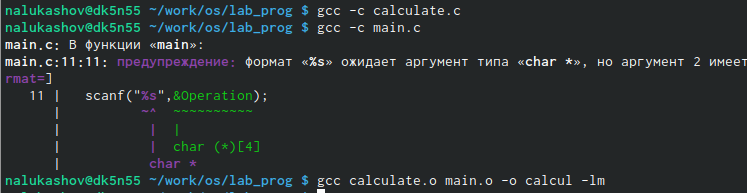 nalukashov@dk5n55 ~/work/os/lab_prog $ gcc -c calculate.c
nalukashov@dk5n55 ~/work/os/lab_prog $ gcc -c main.c
main.c: В функции «main»:
main.c:11:11: предупреждение: формат «%s» ожидает аргумент типа «char *», но аргумент 2 имеет
rmat=]
   11 |   scanf("%s",&Operation);
      |          ~^  ~~~~~~~~~~
      |           |  |
      |           |  char (*)[4]
      |           char *
nalukashov@dk5n55 ~/work/os/lab_prog $ gcc calculate.o main.o -o calcul -lm